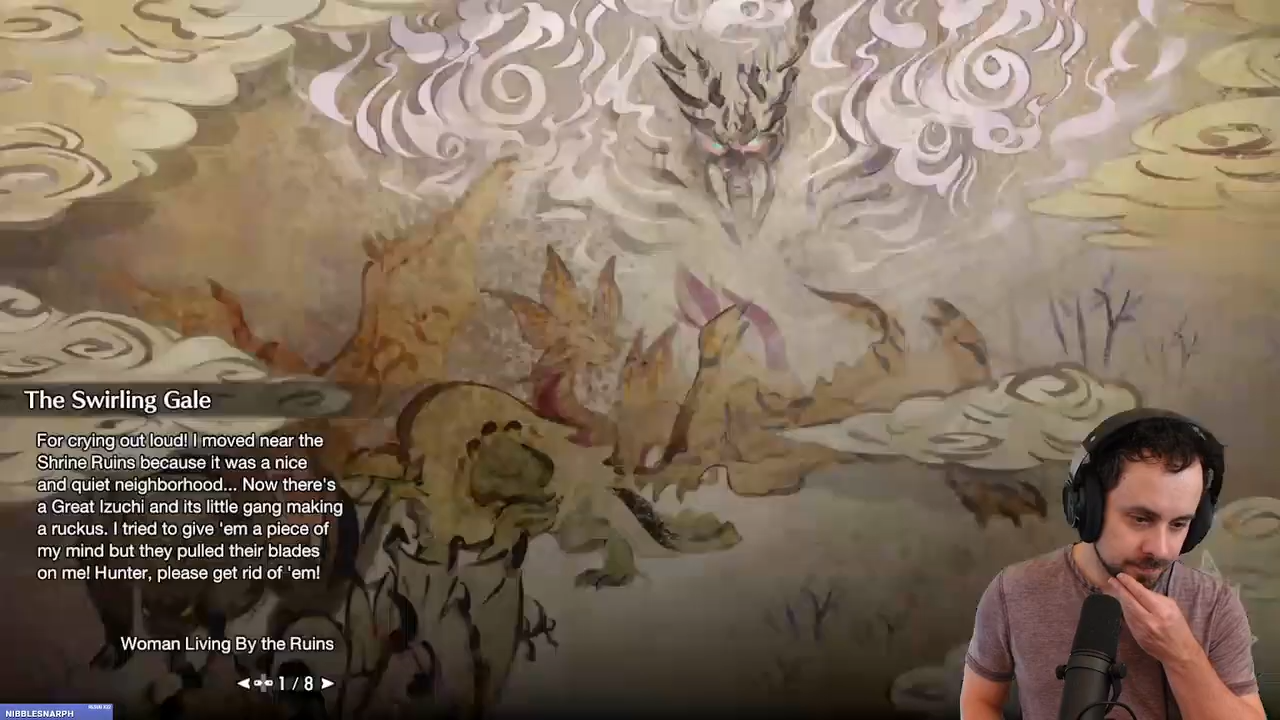 The Swirling Gale
For crying out loud! I moved near the
Shrine Ruins because it was a nice
and quiet neighborhood... Now there's
a Great Izuchi and its little gang making
a ruckus. I tried to give 'em a piece of
my mind but they pulled their blades
on me! Hunter, please get rid of 'em!
Woman Living By the Ruins
1 / 8
NIBBLESNARPH